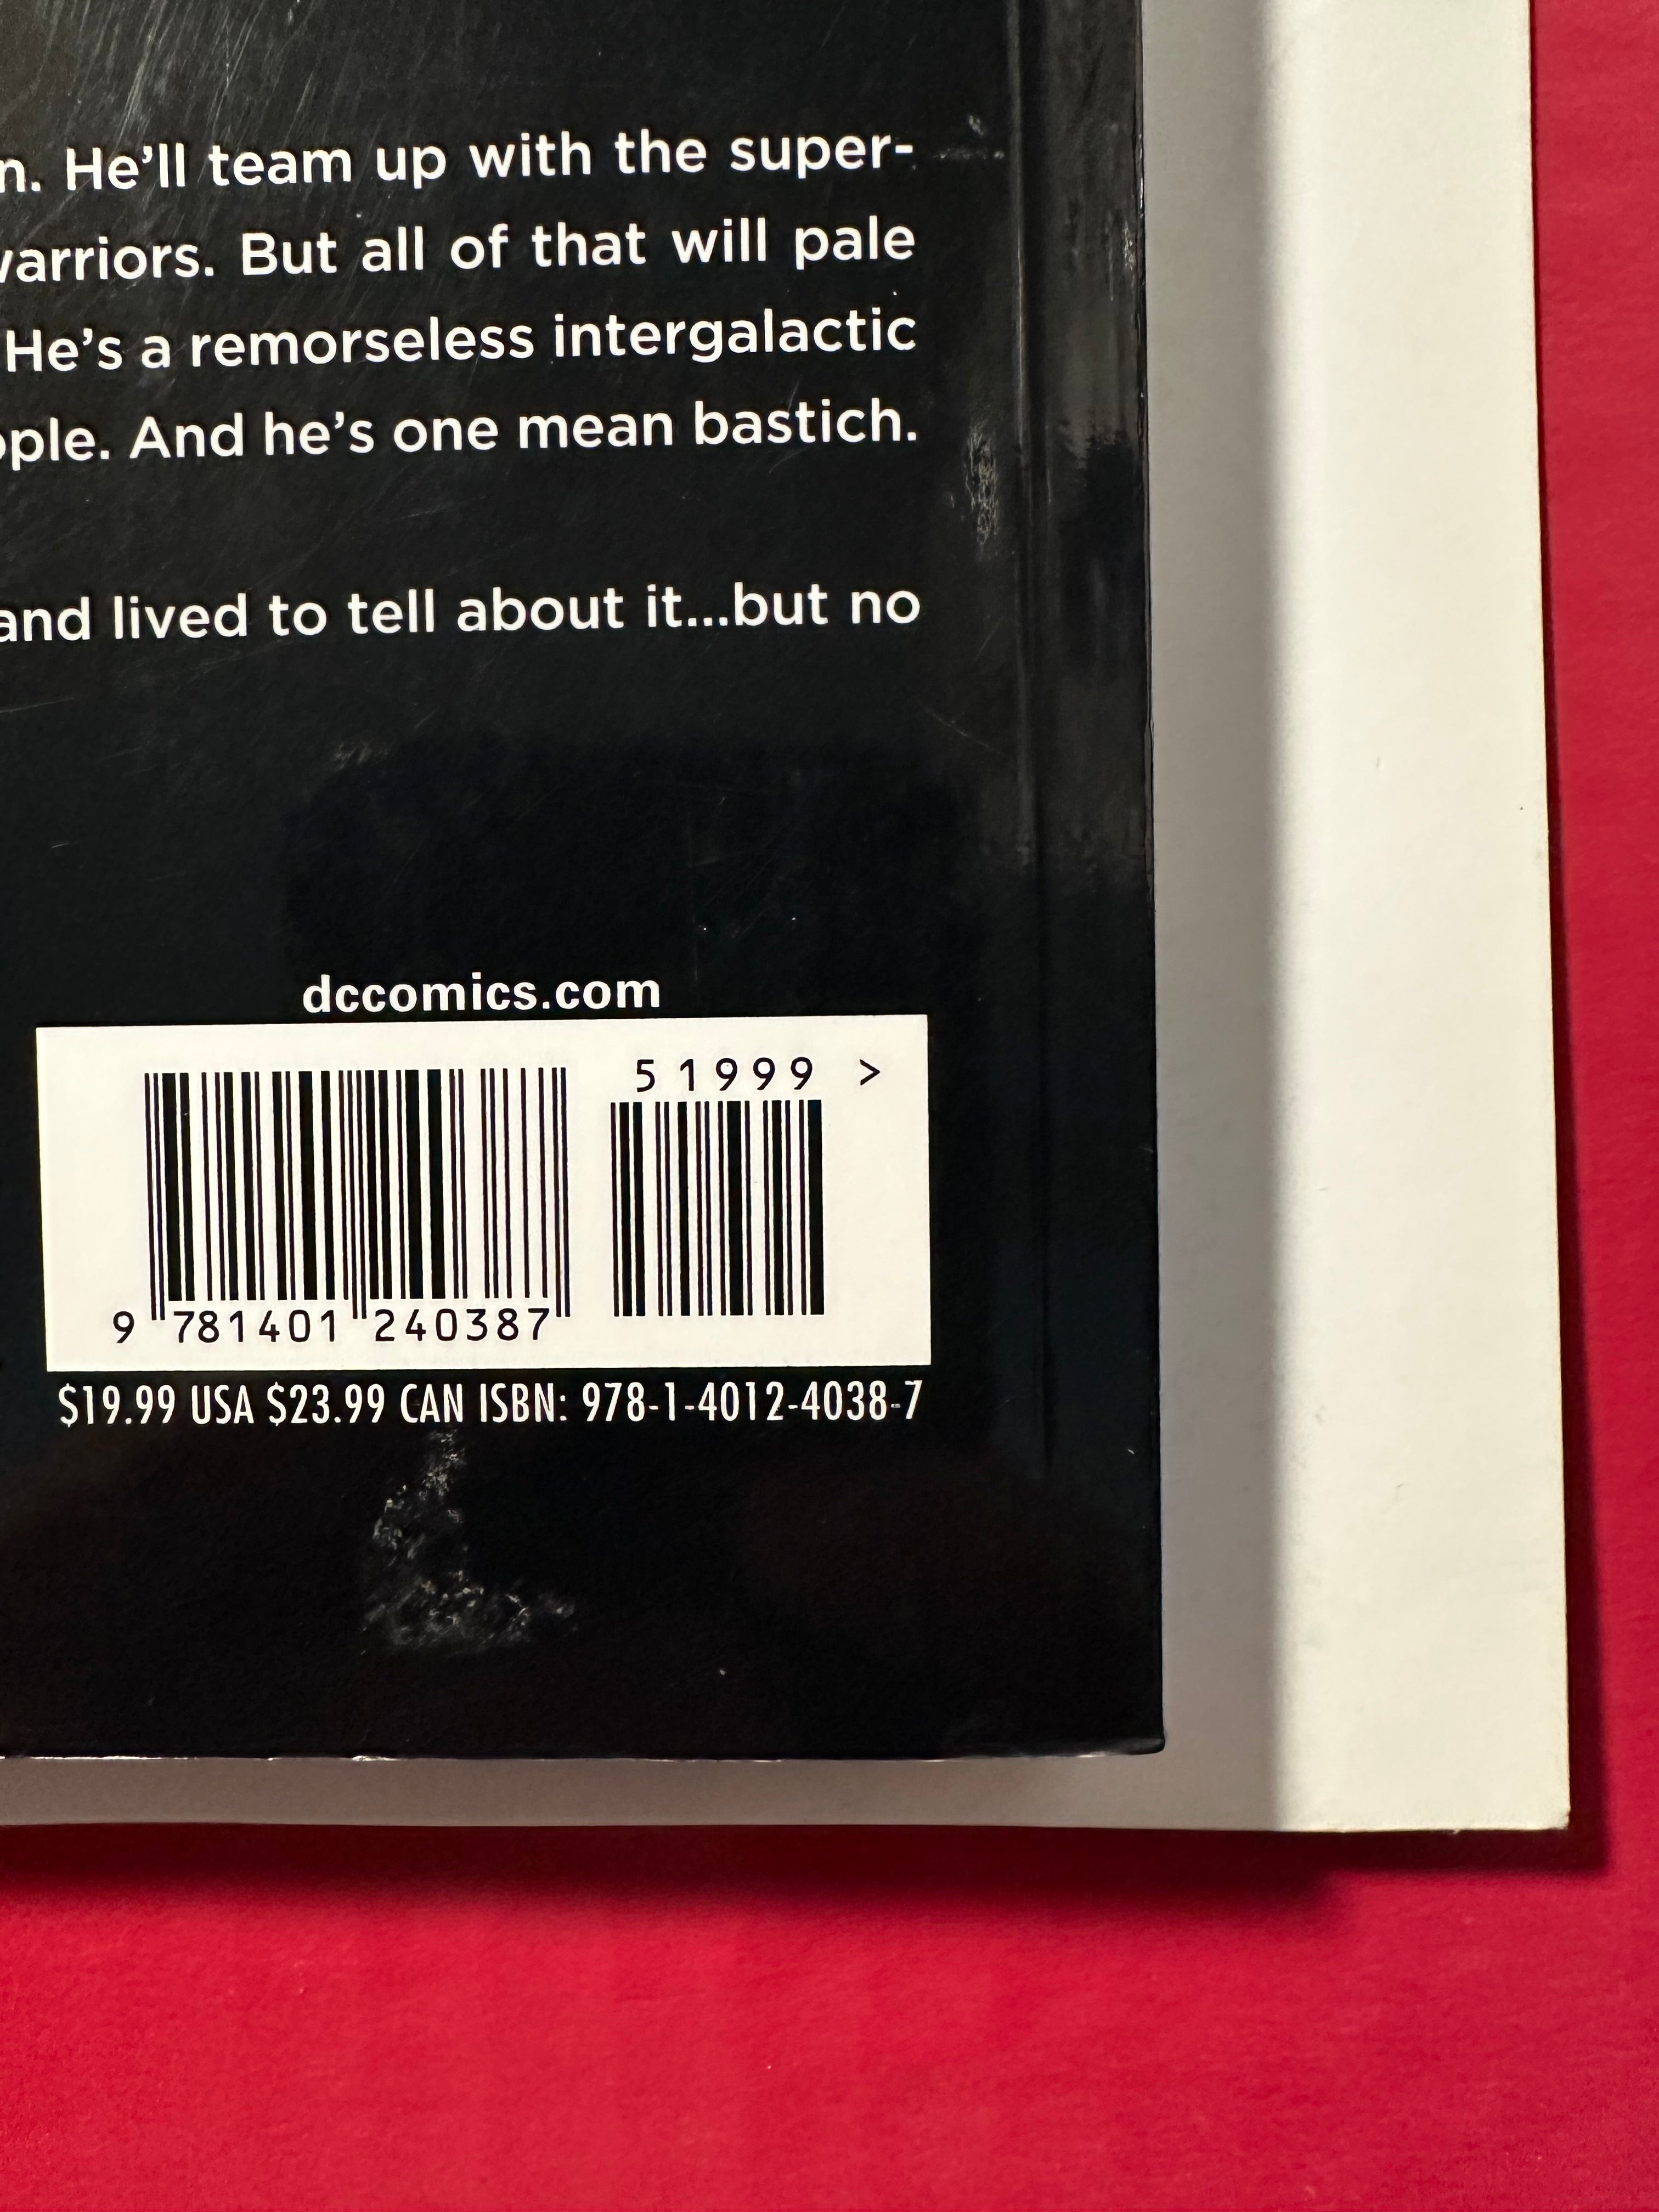 n. He’ll team up with the super-
warriors. But all of that will pale
He’s a remorseless intergalactic
ople. And he’s one mean bastich.
and lived to tell about it...but no
dccomics.com
51999 >
9 781401 240387
$19.99 USA $23.99 CAN ISBN: 978-1-4012-4038-7